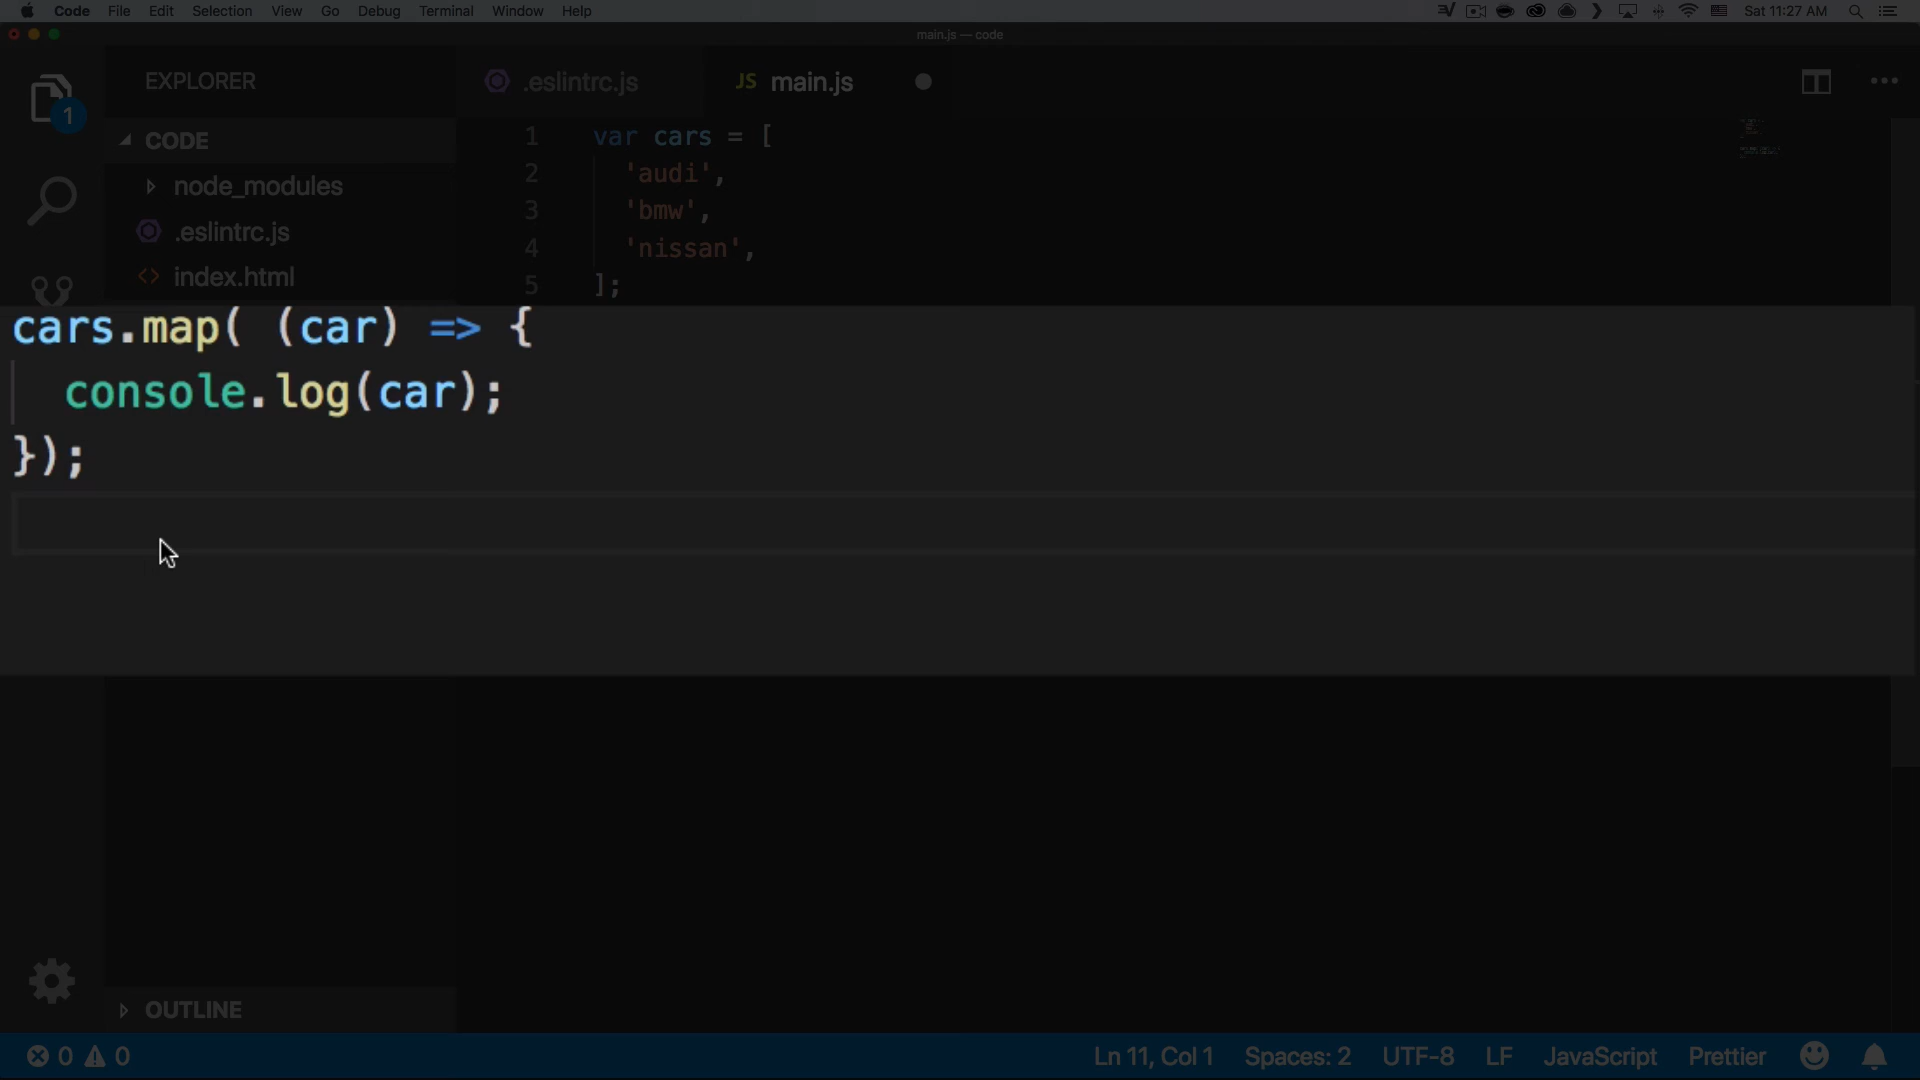 Code File Edit Selection View Go Debug Terminal Window Help Sat 11:27 AM
main.js — code
EXPLORER .eslintrc.js JS main.js
1
CODE
node_modules
.eslintrc.js
index.html
1 var cars = [
2 'audi',
3 'bmw',
4 'nissan',
5 ];
cars.map( (car) => {
console.log(car);
});
OUTLINE
0 0 Ln 11, Col 1 Spaces: 2 UTF-8 LF JavaScript Prettier